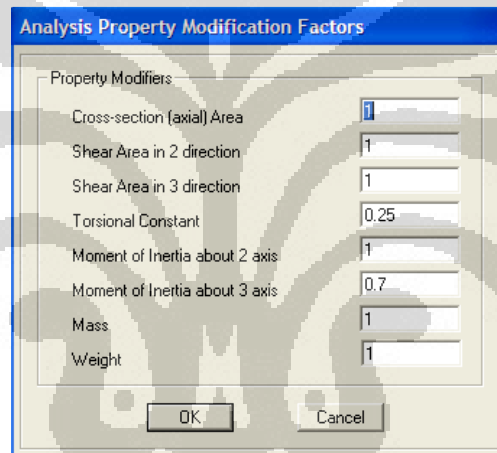 Analysis Property Modification Factors
Property Modifiers
Cross-section (axial) Area 1
Shear Area in 2 direction 1
Shear Area in 3 direction 1
Torsional Constant 0.25
Moment of Inertia about 2 axis 1
Moment of Inertia about 3 axis 0.7
Mass 1
Weight 1
OK Cancel